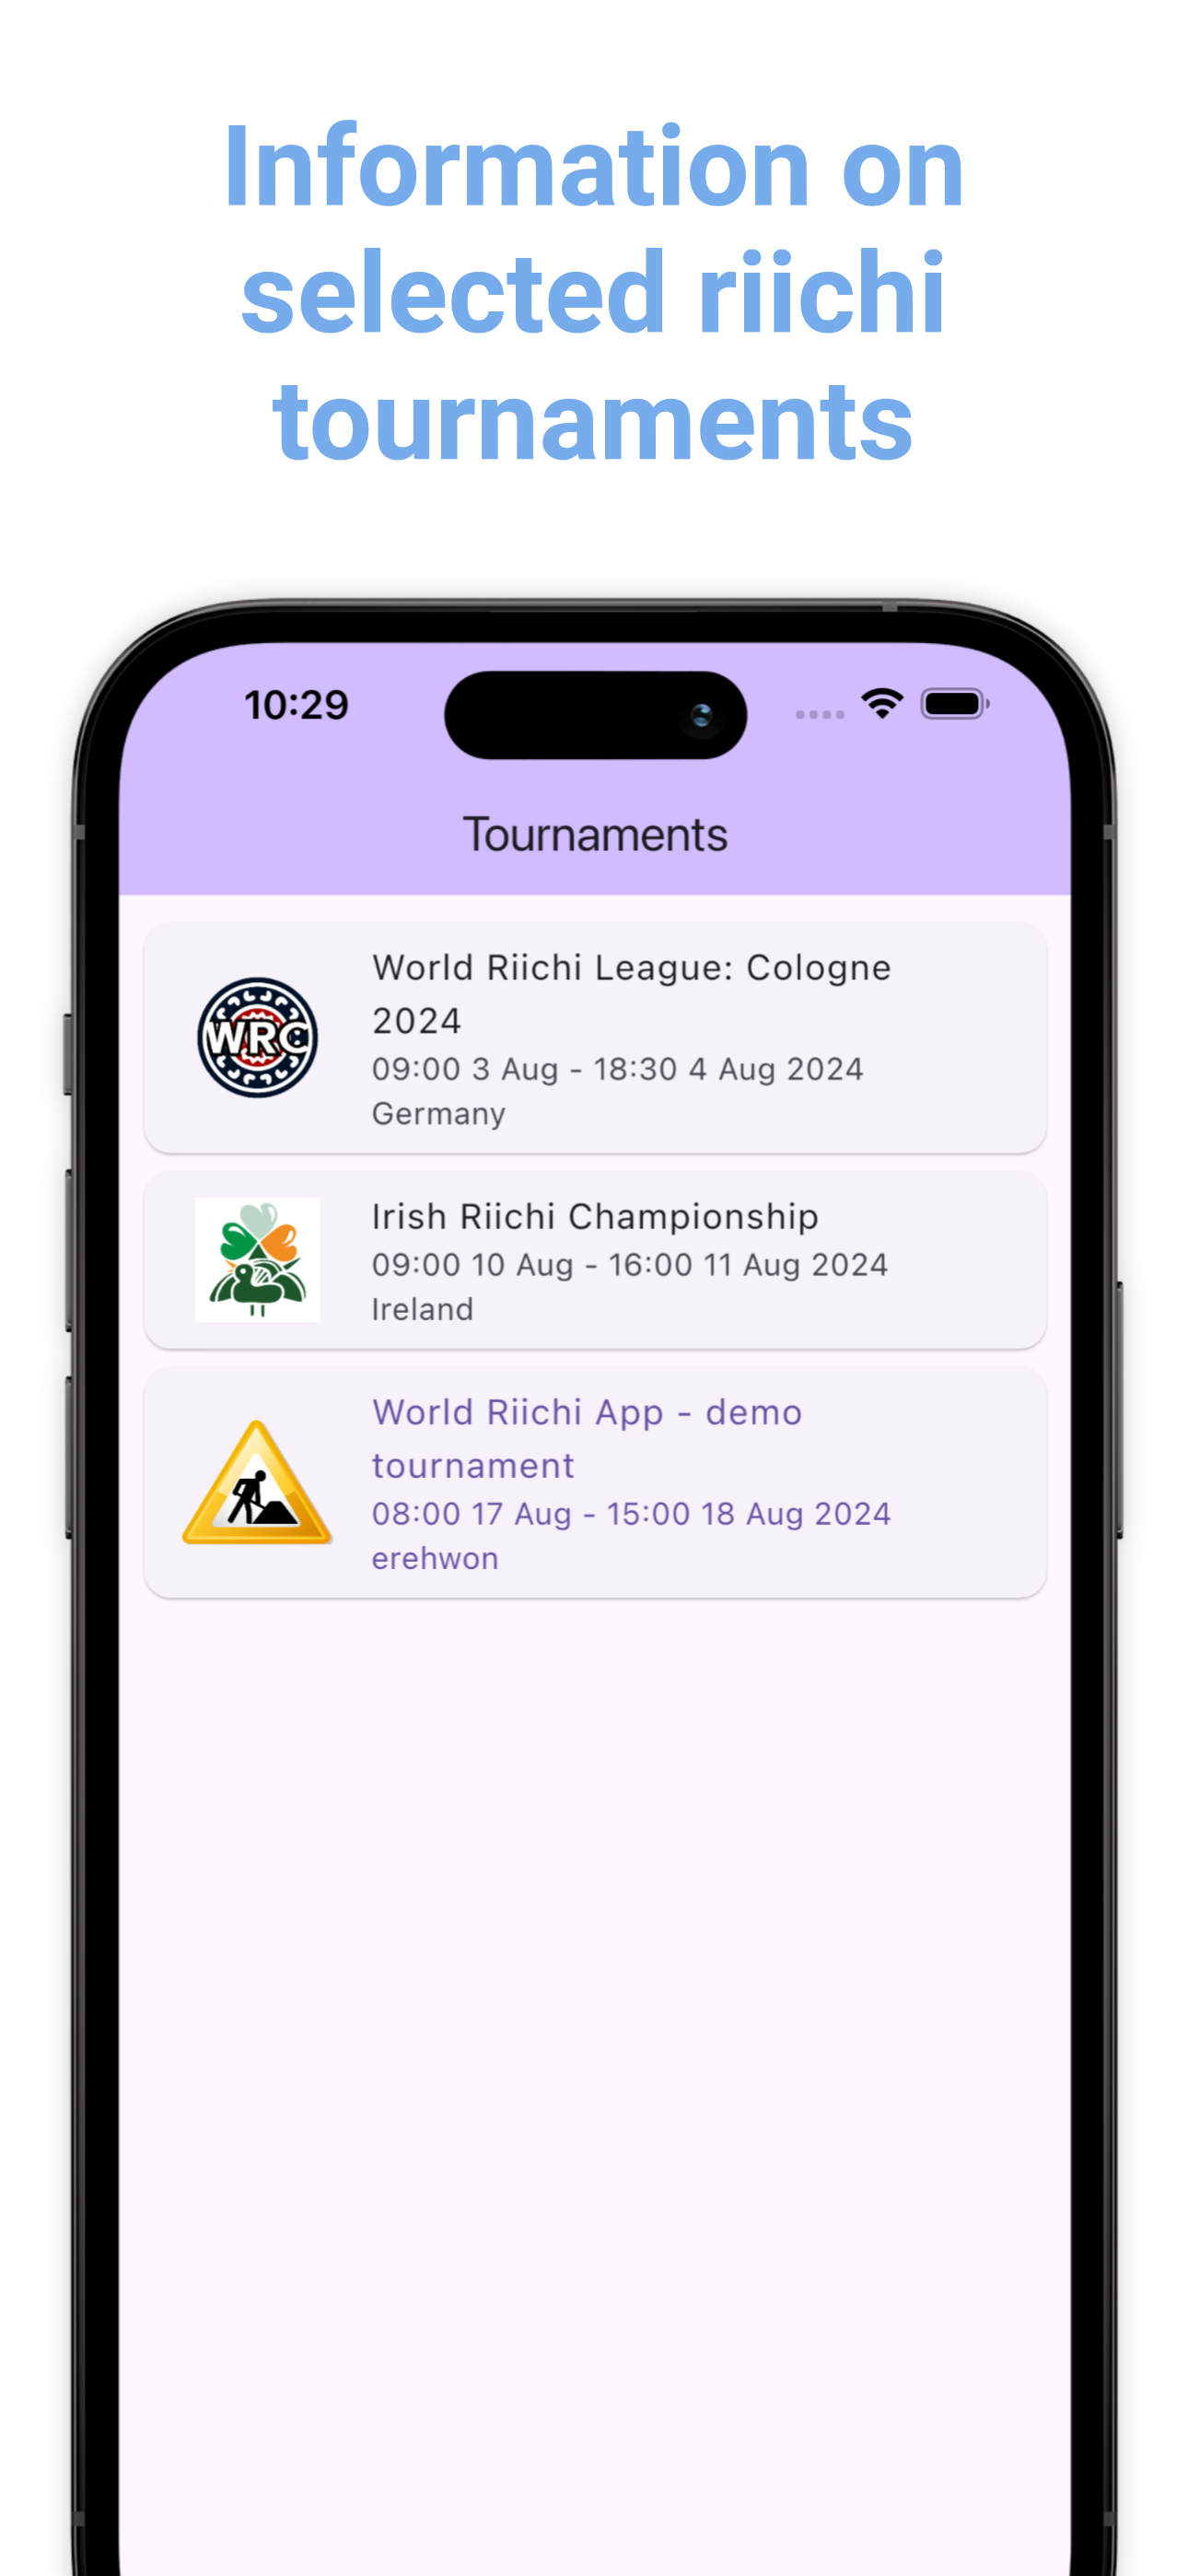 Information on
selected riichi
tournaments
10:29
Tournaments
World Riichi League: Cologne
2024
09:00 3 Aug - 18:30 4 Aug 2024
Germany
WRC
Irish Riichi Championship
09:00 10 Aug - 16:00 11 Aug 2024
Ireland
World Riichi App - demo
tournament
08:00 17 Aug - 15:00 18 Aug 2024
erehwon